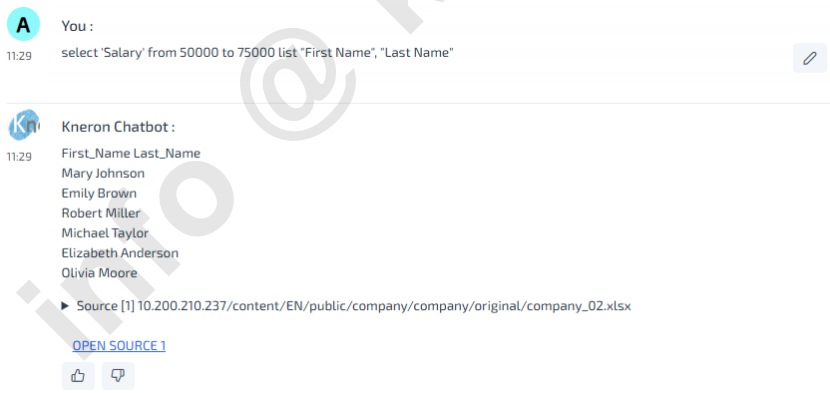 A
You :
11:29
select 'Salary' from 50000 to 75000 list "First Name", "Last Name"
Kne
Kneron Chatbot :
11:29
First_Name Last_Name
Mary Johnson
Emily Brown
Robert Miller
Michael Taylor
Elizabeth Anderson
Olivia Moore
▶ Source [1] 10.200.210.237/content/EN/public/company/company/original/company_02.xlsx
OPEN SOURCE 1
info @